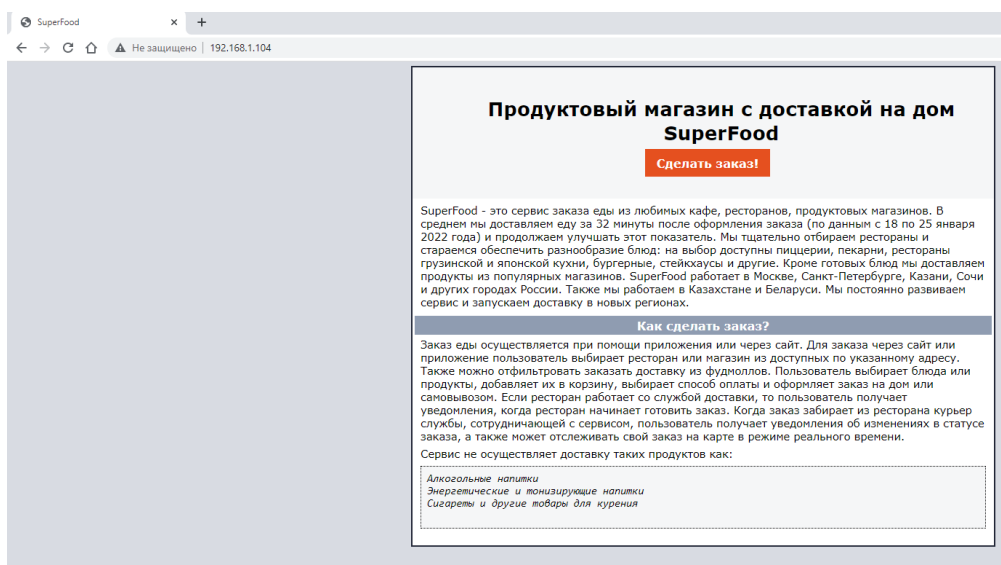 SuperFood
Не защищено | 192.168.1.104
Продуктовый магазин с доставкой на дом
SuperFood
Сделать заказ!
SuperFood - это сервис заказа еды из любимых кафе, ресторанов, продуктовых магазинов. В
среднем мы доставляем еду за 32 минуты после оформления заказа (по данным с 18 по 25 января
2022 года) и продолжаем улучшать этот показатель. Мы тщательно отбираем рестораны и
стараемся обеспечить разнообразие блюд: на выбор доступны пиццерии, пекарни, рестораны
грузинской и японской кухни, бургерные, стейкхаусы и другие. Кроме готовых блюд мы доставляем
продукты из популярных магазинов. SuperFood работает в Москве, Санкт-Петербурге, Казани, Сочи
и других городах России. Также мы работаем в Казахстане и Беларуси. Мы постоянно развиваем
сервис и запускаем доставку в новых регионах.
Как сделать заказ?
Заказ еды осуществляется при помощи приложения или через сайт. Для заказа через сайт или
приложение пользователь выбирает ресторан или магазин из доступных по указанному адресу.
Также можно отфильтровать заказать доставку из фудмоллов. Пользователь выбирает блюда или
продукты, добавляет их в корзину, выбирает способ оплаты и оформляет заказ на дом или
самовывозом. Если ресторан работает со службой доставки, то пользователь получает
уведомления, когда ресторан начинает готовить заказ. Когда заказ забирает из ресторана курьер
службы, сотрудничающей с сервисом, пользователь получает уведомления об изменениях в статусе
заказа, а также может отслеживать свой заказ на карте в режиме реального времени.
Сервис не осуществляет доставку таких продуктов как:
Алкогольные напитки
Энергетические и тонизирующие напитки
Сигареты и другие товары для курения